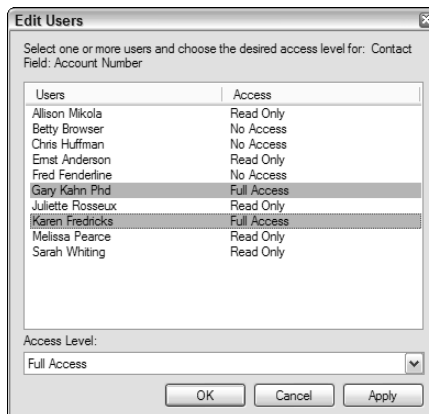 Edit Users
Select one or more users and choose the desired access level for: Contact
Field: Account Number
Users Access
Allison Mikola Read Only
Betty Browser No Access
Chris Huffman No Access
Ernst Anderson Read Only
Fred Fenderline No Access
Gary Kahn Phd Full Access
Juliette Rosseux Read Only
Karen Fredricks Full Access
Melissa Pearce Read Only
Sarah Whiting Read Only
Access Level:
Full Access
OK Cancel Apply